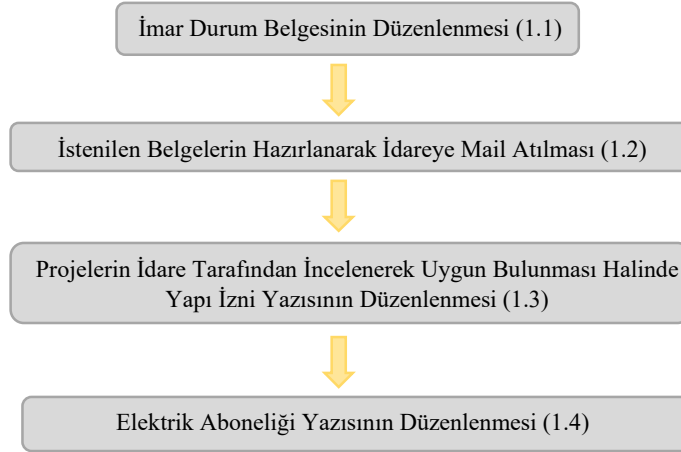 İmar Durum Belgesinin Düzenlenmesi (1.1)
İstenilen Belgelerin Hazırlanarak İdareye Mail Atılması (1.2)
Projelerin İdare Tarafından İncelenerek Uygun Bulunması Halinde
Yapı İzni Yazısının Düzenlenmesi (1.3)
Elektrik Aboneliği Yazısının Düzenlenmesi (1.4)